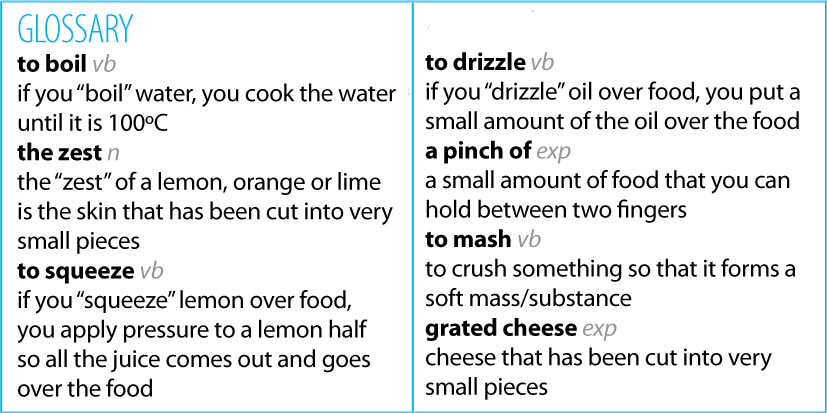 GLOSSARY
to boil vb
if you “boil” water, you cook the water
until it is 100ºC
the zest n
the “zest” of a lemon, orange or lime
is the skin that has been cut into very
small pieces
to squeeze vb
if you “squeeze” lemon over food,
you apply pressure to a lemon half
so all the juice comes out and goes
over the food
to drizzle vb
if you “drizzle” oil over food, you put a
small amount of the oil over the food
a pinch of exp
a small amount of food that you can
hold between two fingers
to mash vb
to crush something so that it forms a
soft mass/substance
grated cheese exp
cheese that has been cut into very
small pieces